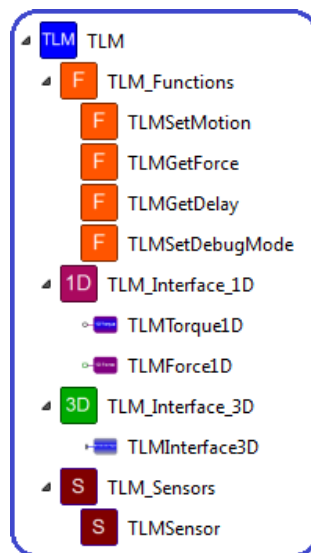 TLM TLM
F TLM_Functions
F TLMSetMotion
F TLMGetForce
F TLMGetDelay
F TLMSetDebugMode
1D TLM_Interface_1D
TLMTorque1D
TLMForce1D
3D TLM_Interface_3D
TLMInterface3D
S TLM_Sensors
S TLMSensor